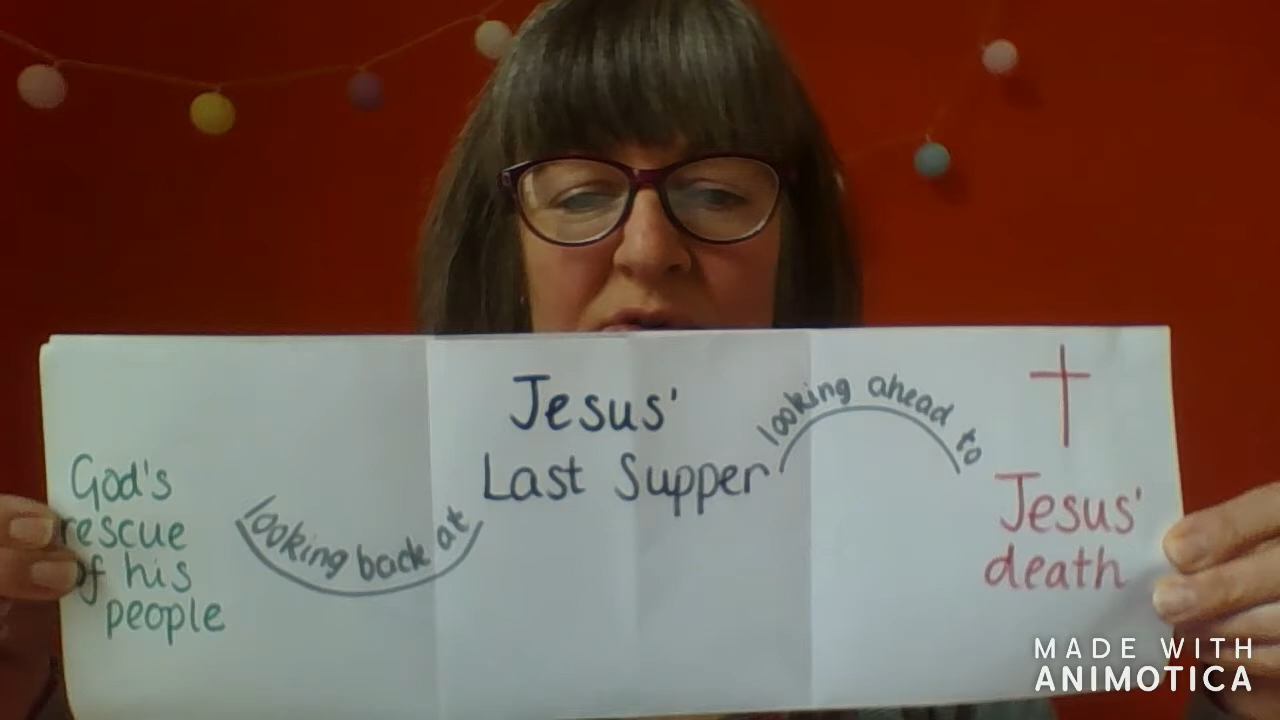 God's
rescue
of his
people
looking back at
Jesus'
Last Supper
looking ahead to
Jesus'
death
MADE WITH
ANIMOTICA